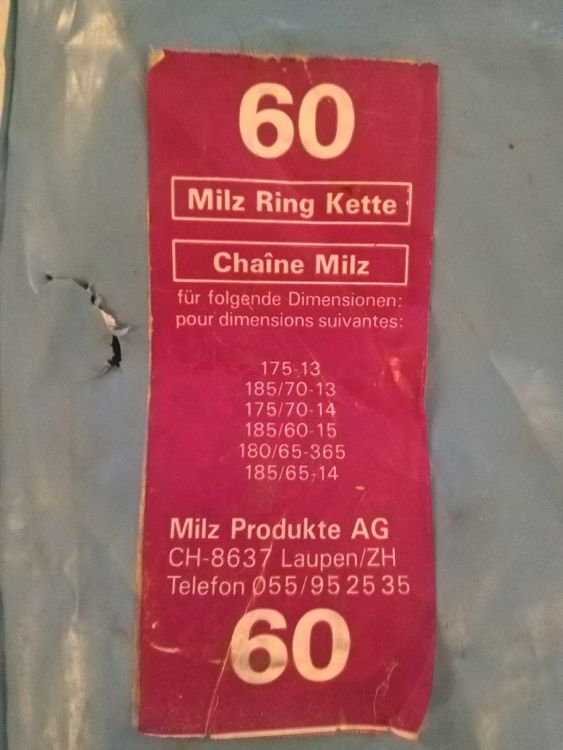 60
Milz Ring Kette
Chaîne Milz
für folgende Dimensionen:
pour dimensions suivantes:
175-13
185/70-13
175/70-14
185/60-15
180/65-365
185/65-14
Milz Produkte AG
CH-8637 Laupen/ZH
Telefon 055/95 25 35
60